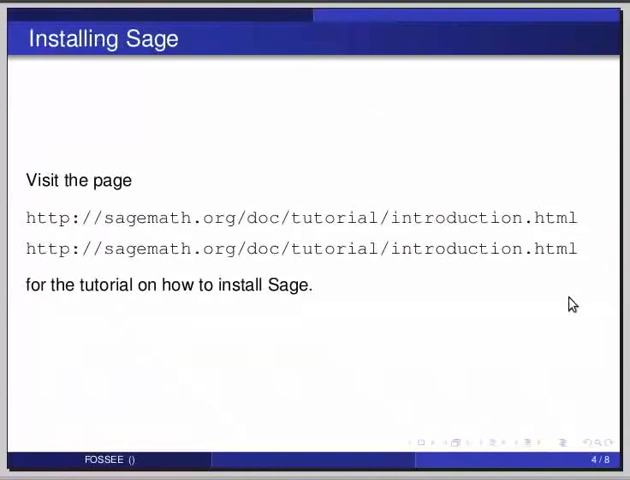 Installing Sage
Visit the page
http://sagemath.org/doc/tutorial/introduction.html
http://sagemath.org/doc/tutorial/introduction.html
for the tutorial on how to install Sage.
FOSSEE ()
4 / 8